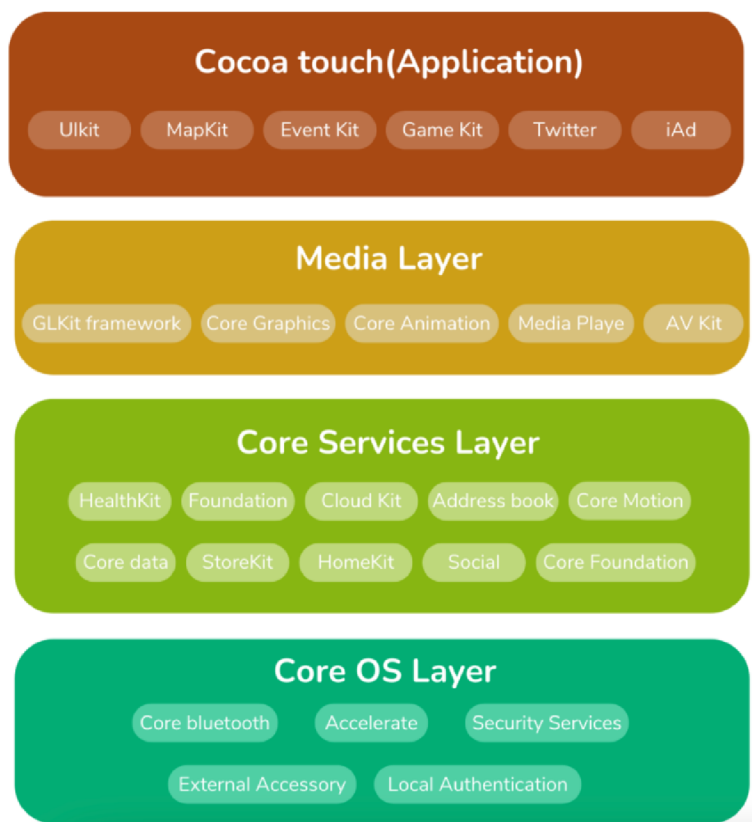 Cocoa touch(Application)
UIkit MapKit Event Kit Game Kit Twitter iAd
Media Layer
GLKit framework Core Graphics Core Animation Media Playe AV Kit
Core Services Layer
HealthKit Foundation Cloud Kit Address book Core Motion
Core data StoreKit HomeKit Social Core Foundation
Core OS Layer
Core bluetooth Accelerate Security Services
External Accessory Local Authentication